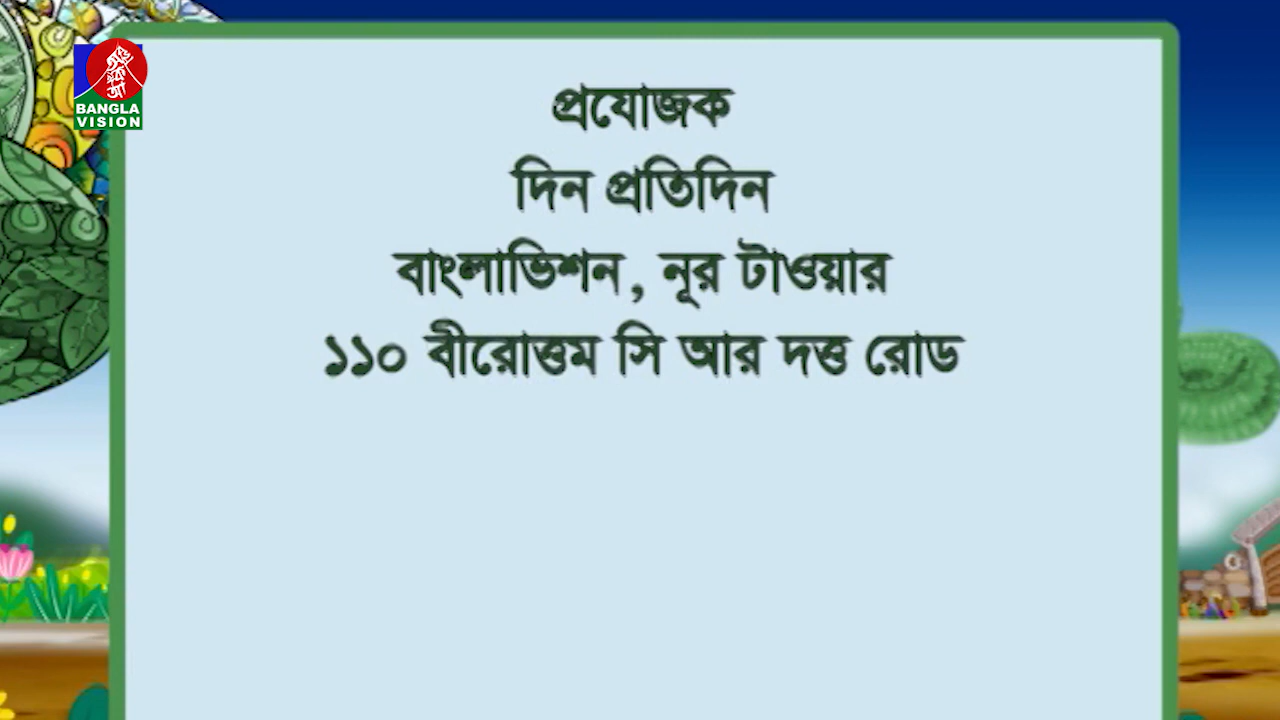 BANGLA
VISION
প্রযোজক
দিন প্রতিদিন
বাংলাভিশন, নূর টাওয়ার
১১০ বীরোত্তম সি আর দত্ত রোড